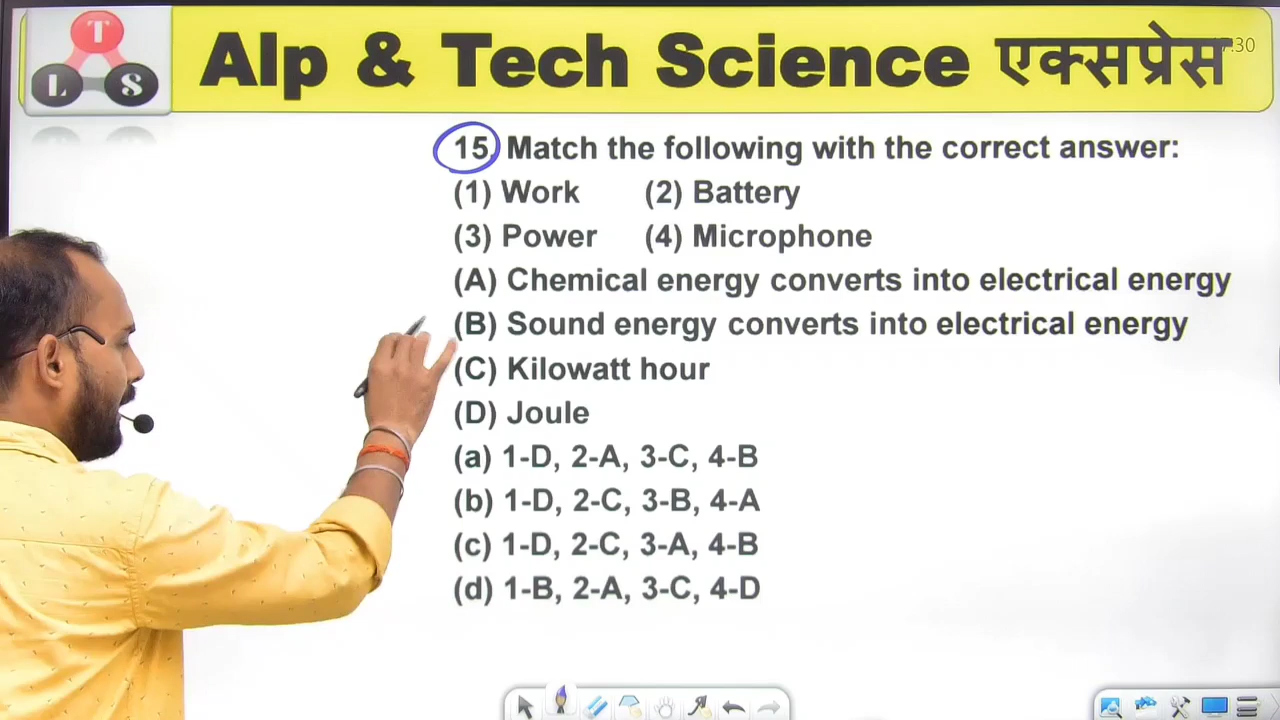 T
L S
Alp & Tech Science एक्सप्रेस
15. Match the following with the correct answer:
(1) Work (2) Battery
(3) Power (4) Microphone
(A) Chemical energy converts into electrical energy
(B) Sound energy converts into electrical energy
(C) Kilowatt hour
(D) Joule
(a) 1-D, 2-A, 3-C, 4-B
(b) 1-D, 2-C, 3-B, 4-A
(c) 1-D, 2-C, 3-A, 4-B
(d) 1-B, 2-A, 3-C, 4-D